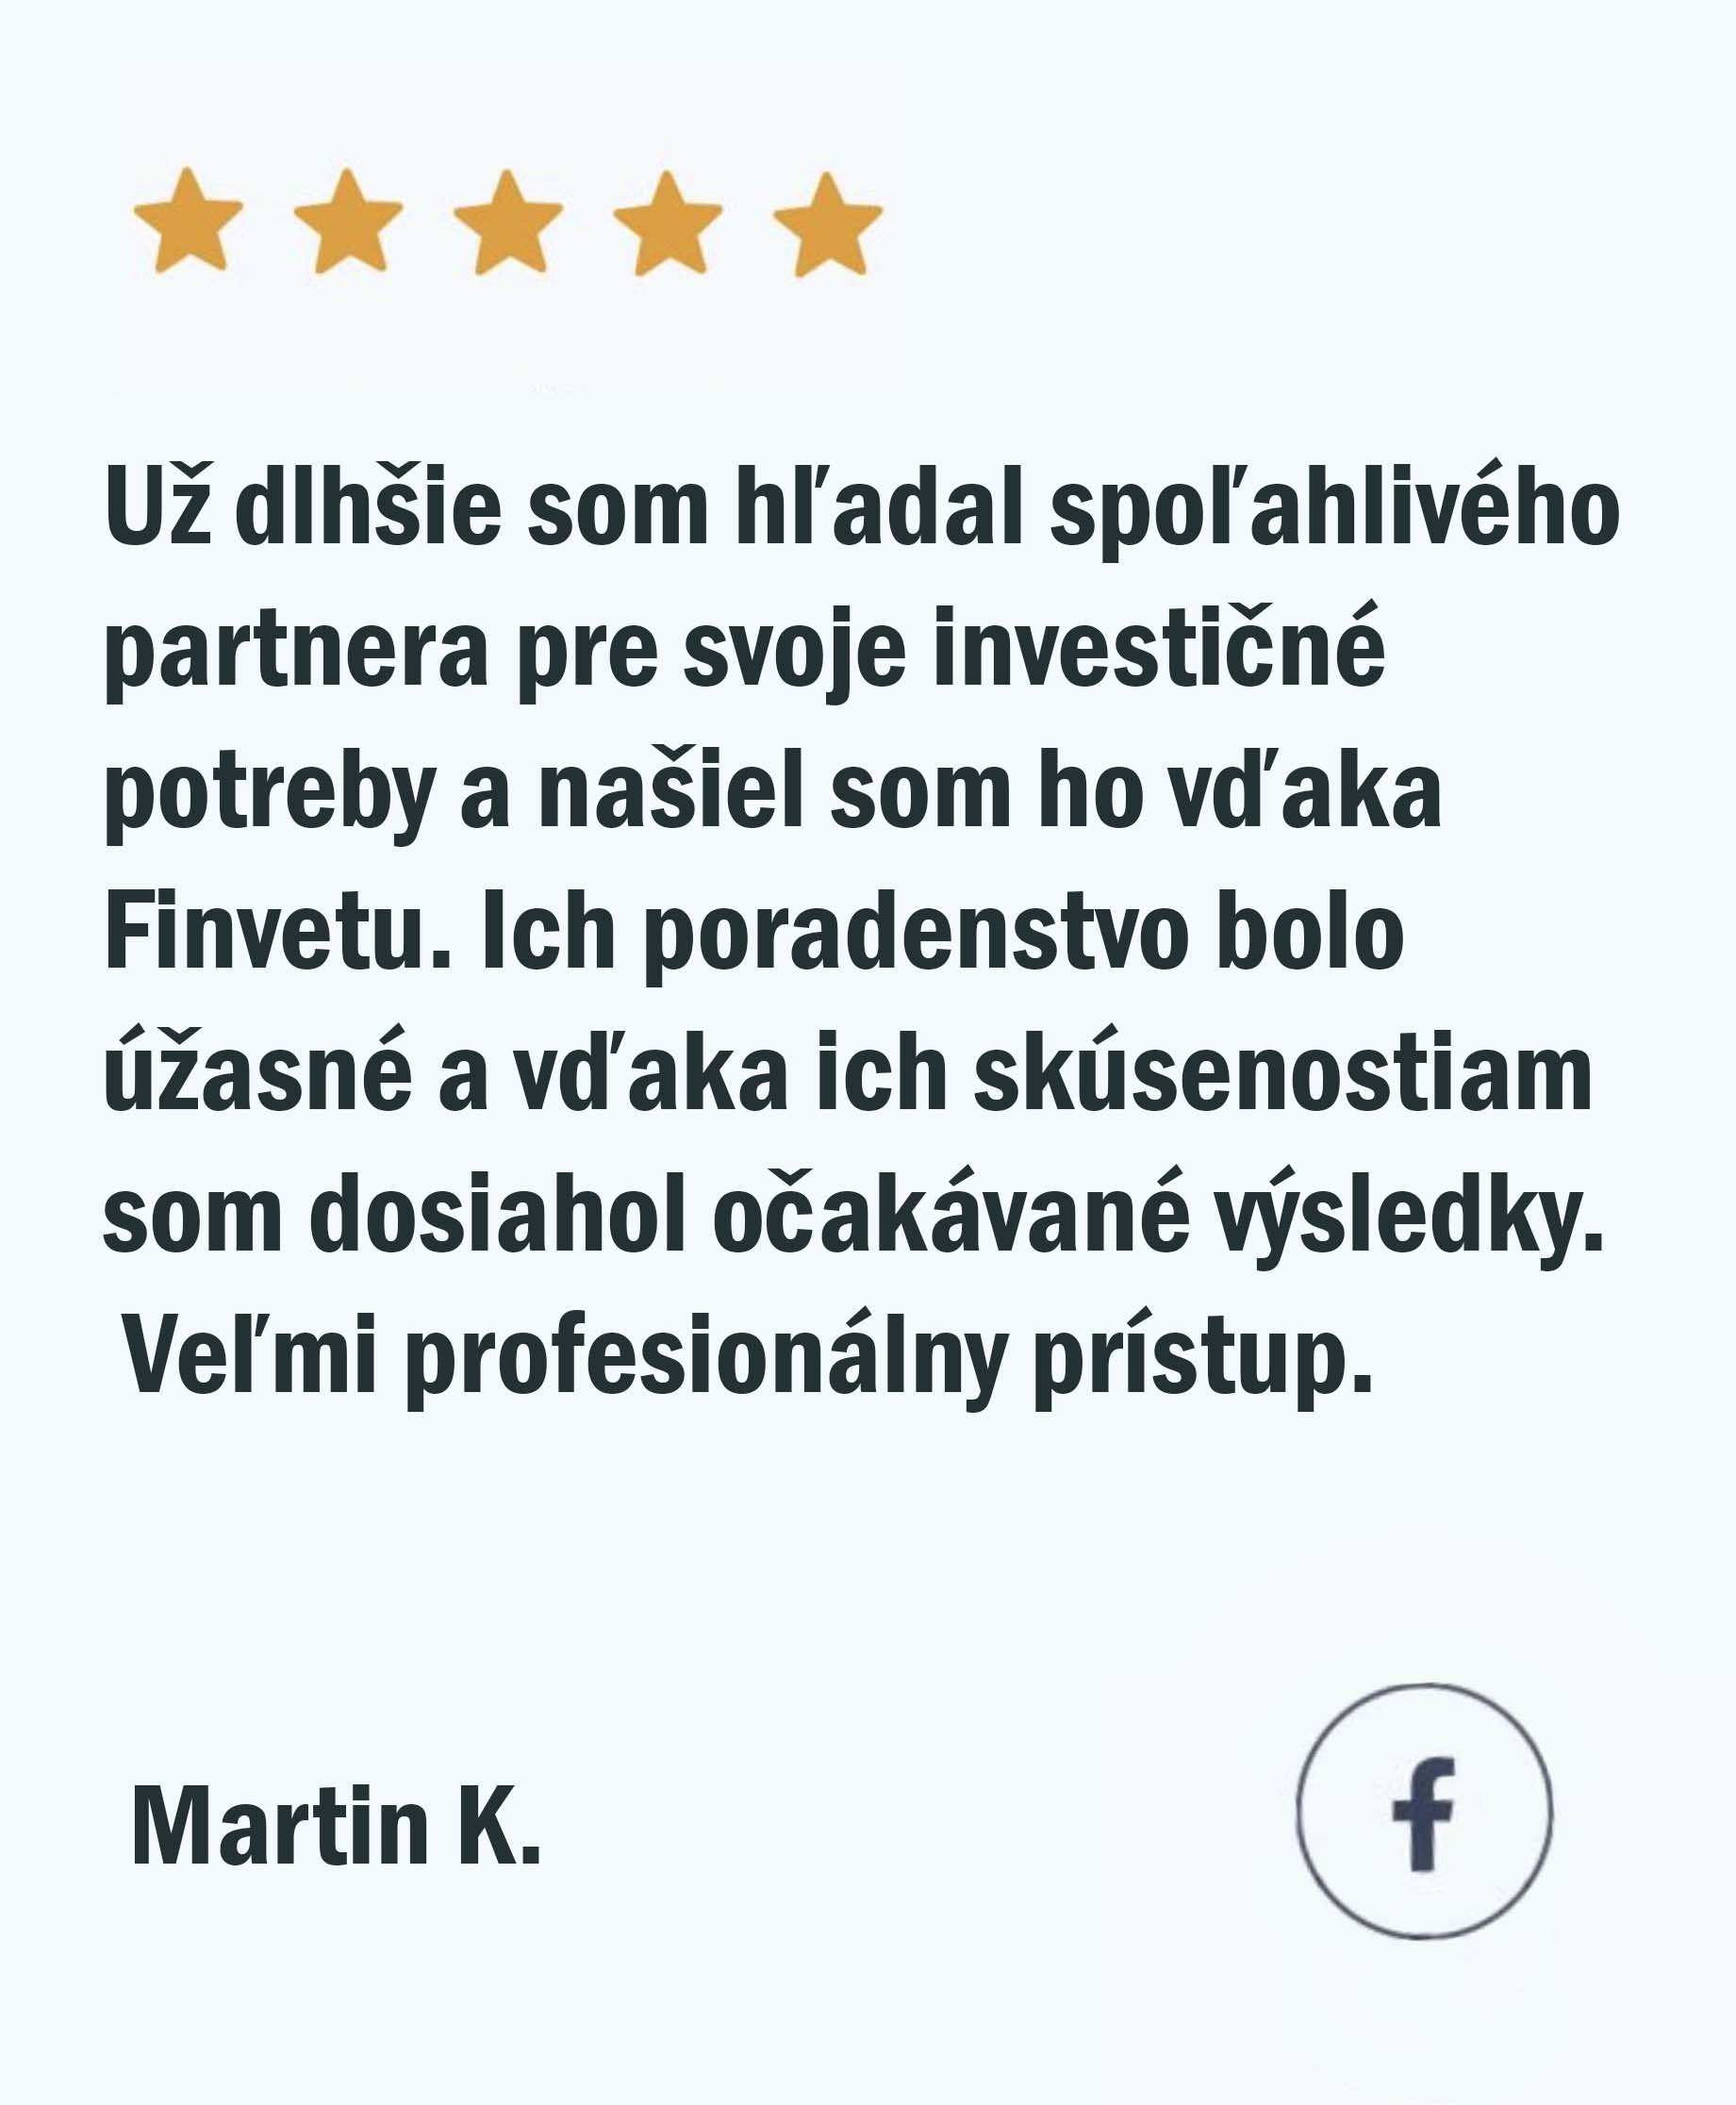 Už dlhšie som hľadal spoľahlivého
partnera pre svoje investičné
potreby a našiel som ho vďaka
Finvetu. Ich poradenstvo bolo
úžasné a vďaka ich skúsenostiam
som dosiahol očakávané výsledky.
Veľmi profesionálny prístup.
Martin K.
f